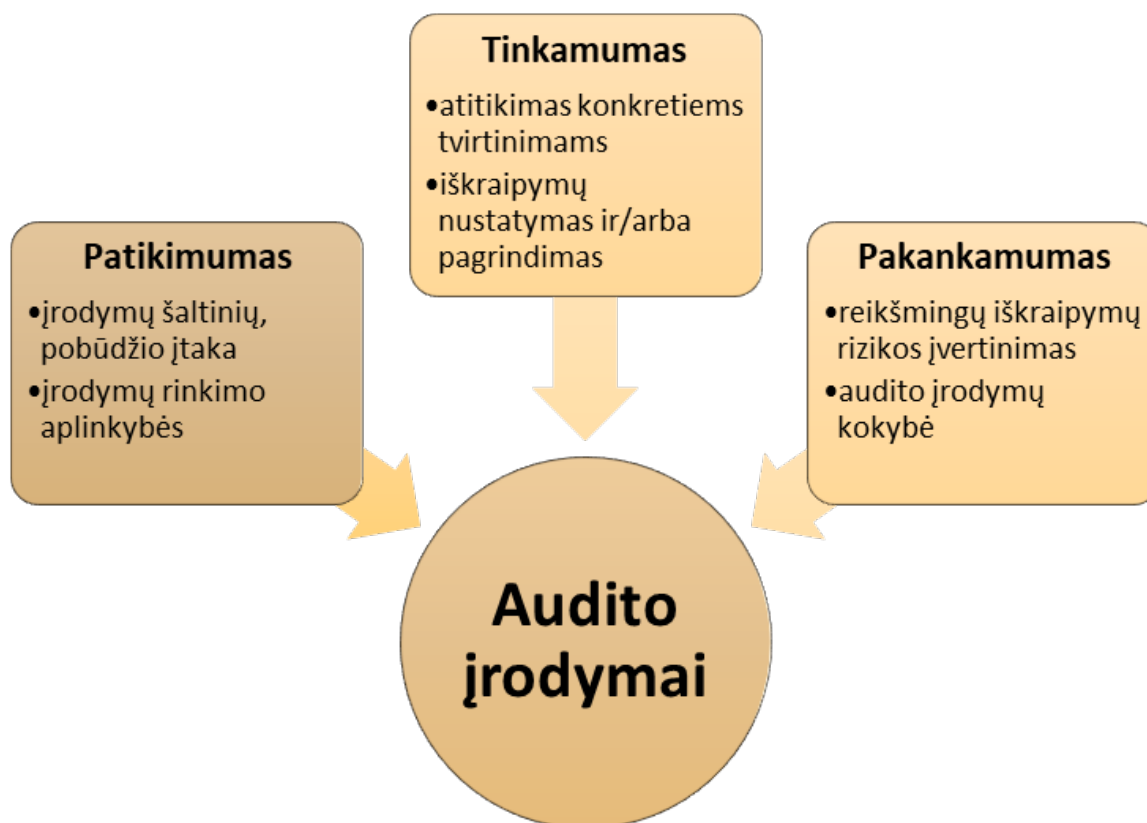 Tinkamumas
•atitikimas konkretiems
tvirtinimams
•iškraipymų
nustatymas ir/arba
pagrindimas
Patikimumas
•įrodymų šaltinių,
pobūdžio įtaka
•įrodymų rinkimo
aplinkybės
Pakankamumas
•reikšmingų iškraipymų
rizikos įvertinimas
•audito įrodymų
kokybė
Audito
įrodymai